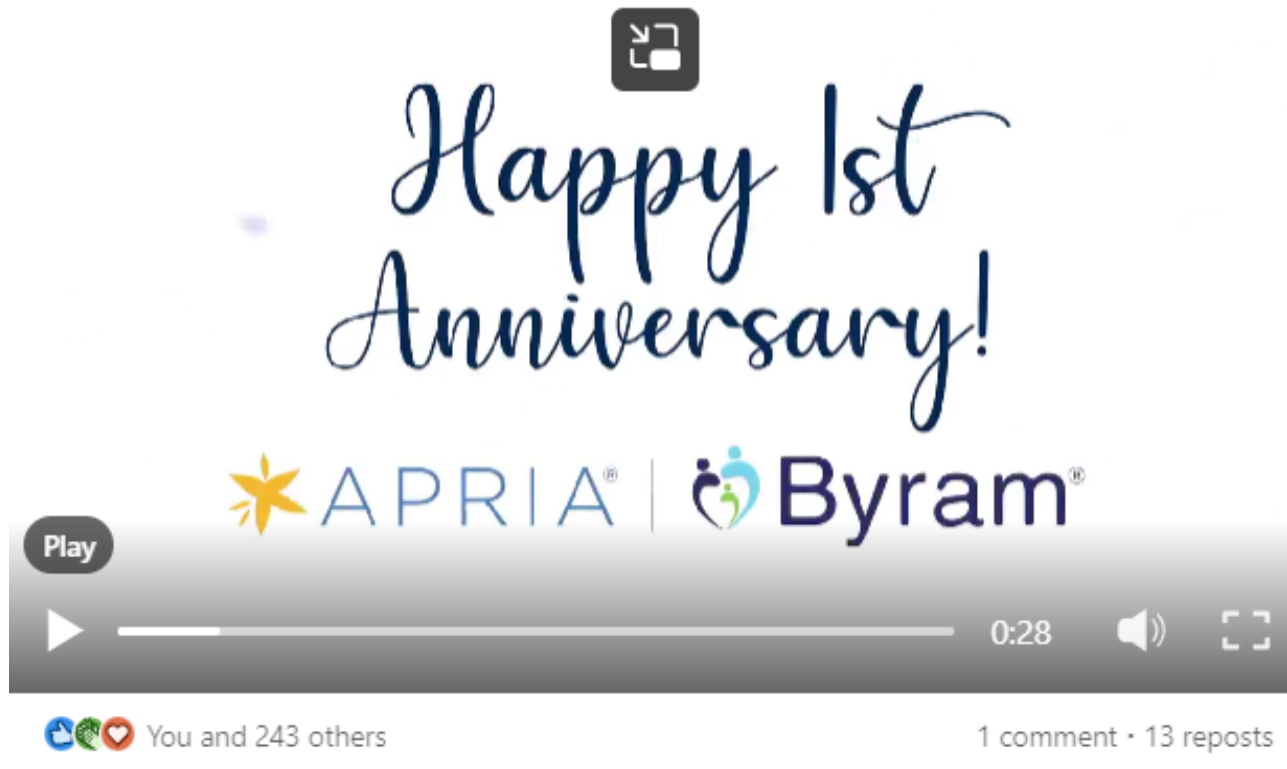 Happy 1st
Anniversary!
APRIA® | Byram®
Play
0:28
You and 243 others
1 comment • 13 reposts